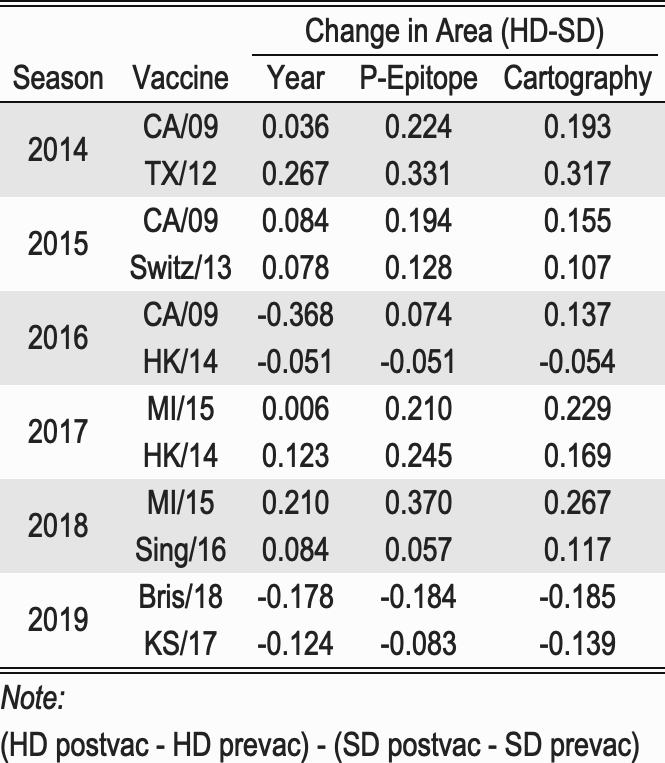 Change in Area (HD-SD)
Season Vaccine Year P-Epitope Cartography
2014 CA/09 0.036 0.224 0.193
TX/12 0.267 0.331 0.317
2015 CA/09 0.084 0.194 0.155
Switz/13 0.078 0.128 0.107
2016 CA/09 -0.368 0.074 0.137
HK/14 -0.051 -0.051 -0.054
2017 MI/15 0.006 0.210 0.229
HK/14 0.123 0.245 0.169
2018 MI/15 0.210 0.370 0.267
Sing/16 0.084 0.057 0.117
2019 Bris/18 -0.178 -0.184 -0.185
KS/17 -0.124 -0.083 -0.139
Note:
(HD postvac - HD prevac) - (SD postvac - SD prevac)